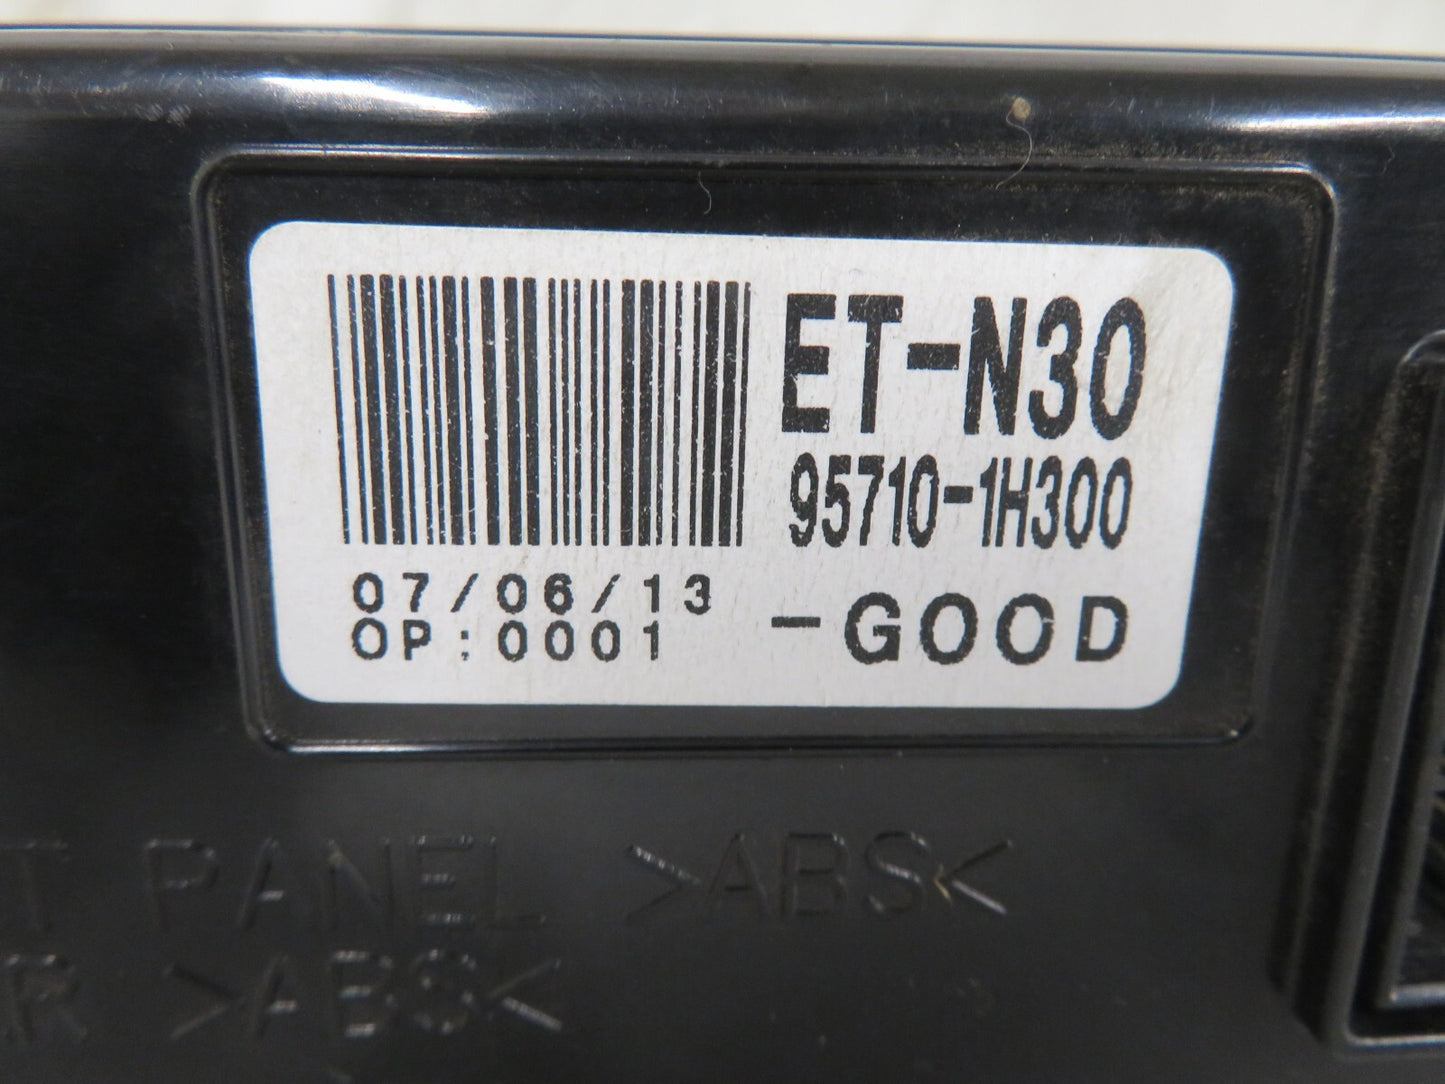 ET-N30
95710-1H300
07/06/13
OP:0001
-GOOD
T PANEL >ABS<
R >ABS<